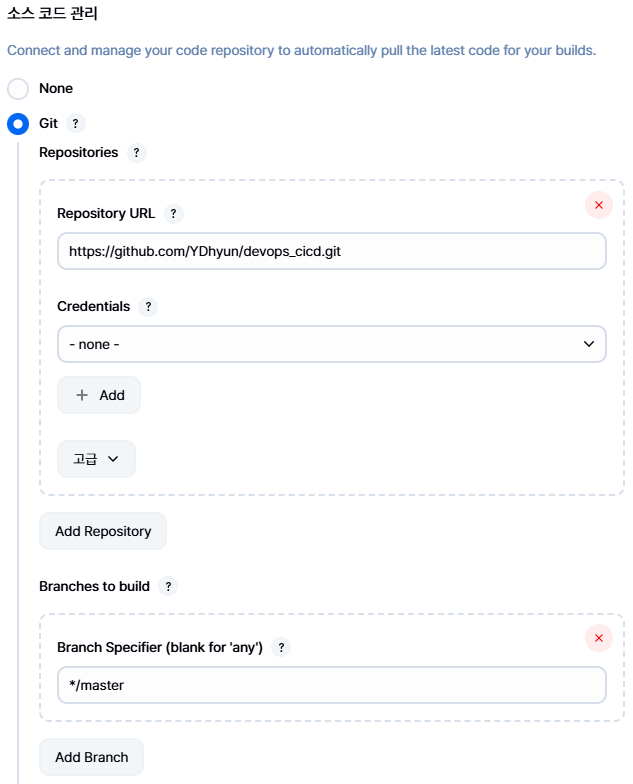 소스 코드 관리
Connect and manage your code repository to automatically pull the latest code for your builds.
None
Git ?
Repositories ?
Repository URL ?
https://github.com/YDhyun/devops_cicd.git
Credentials ?
- none -
+ Add
고급
Add Repository
Branches to build ?
Branch Specifier (blank for 'any') ?
*/master
Add Branch